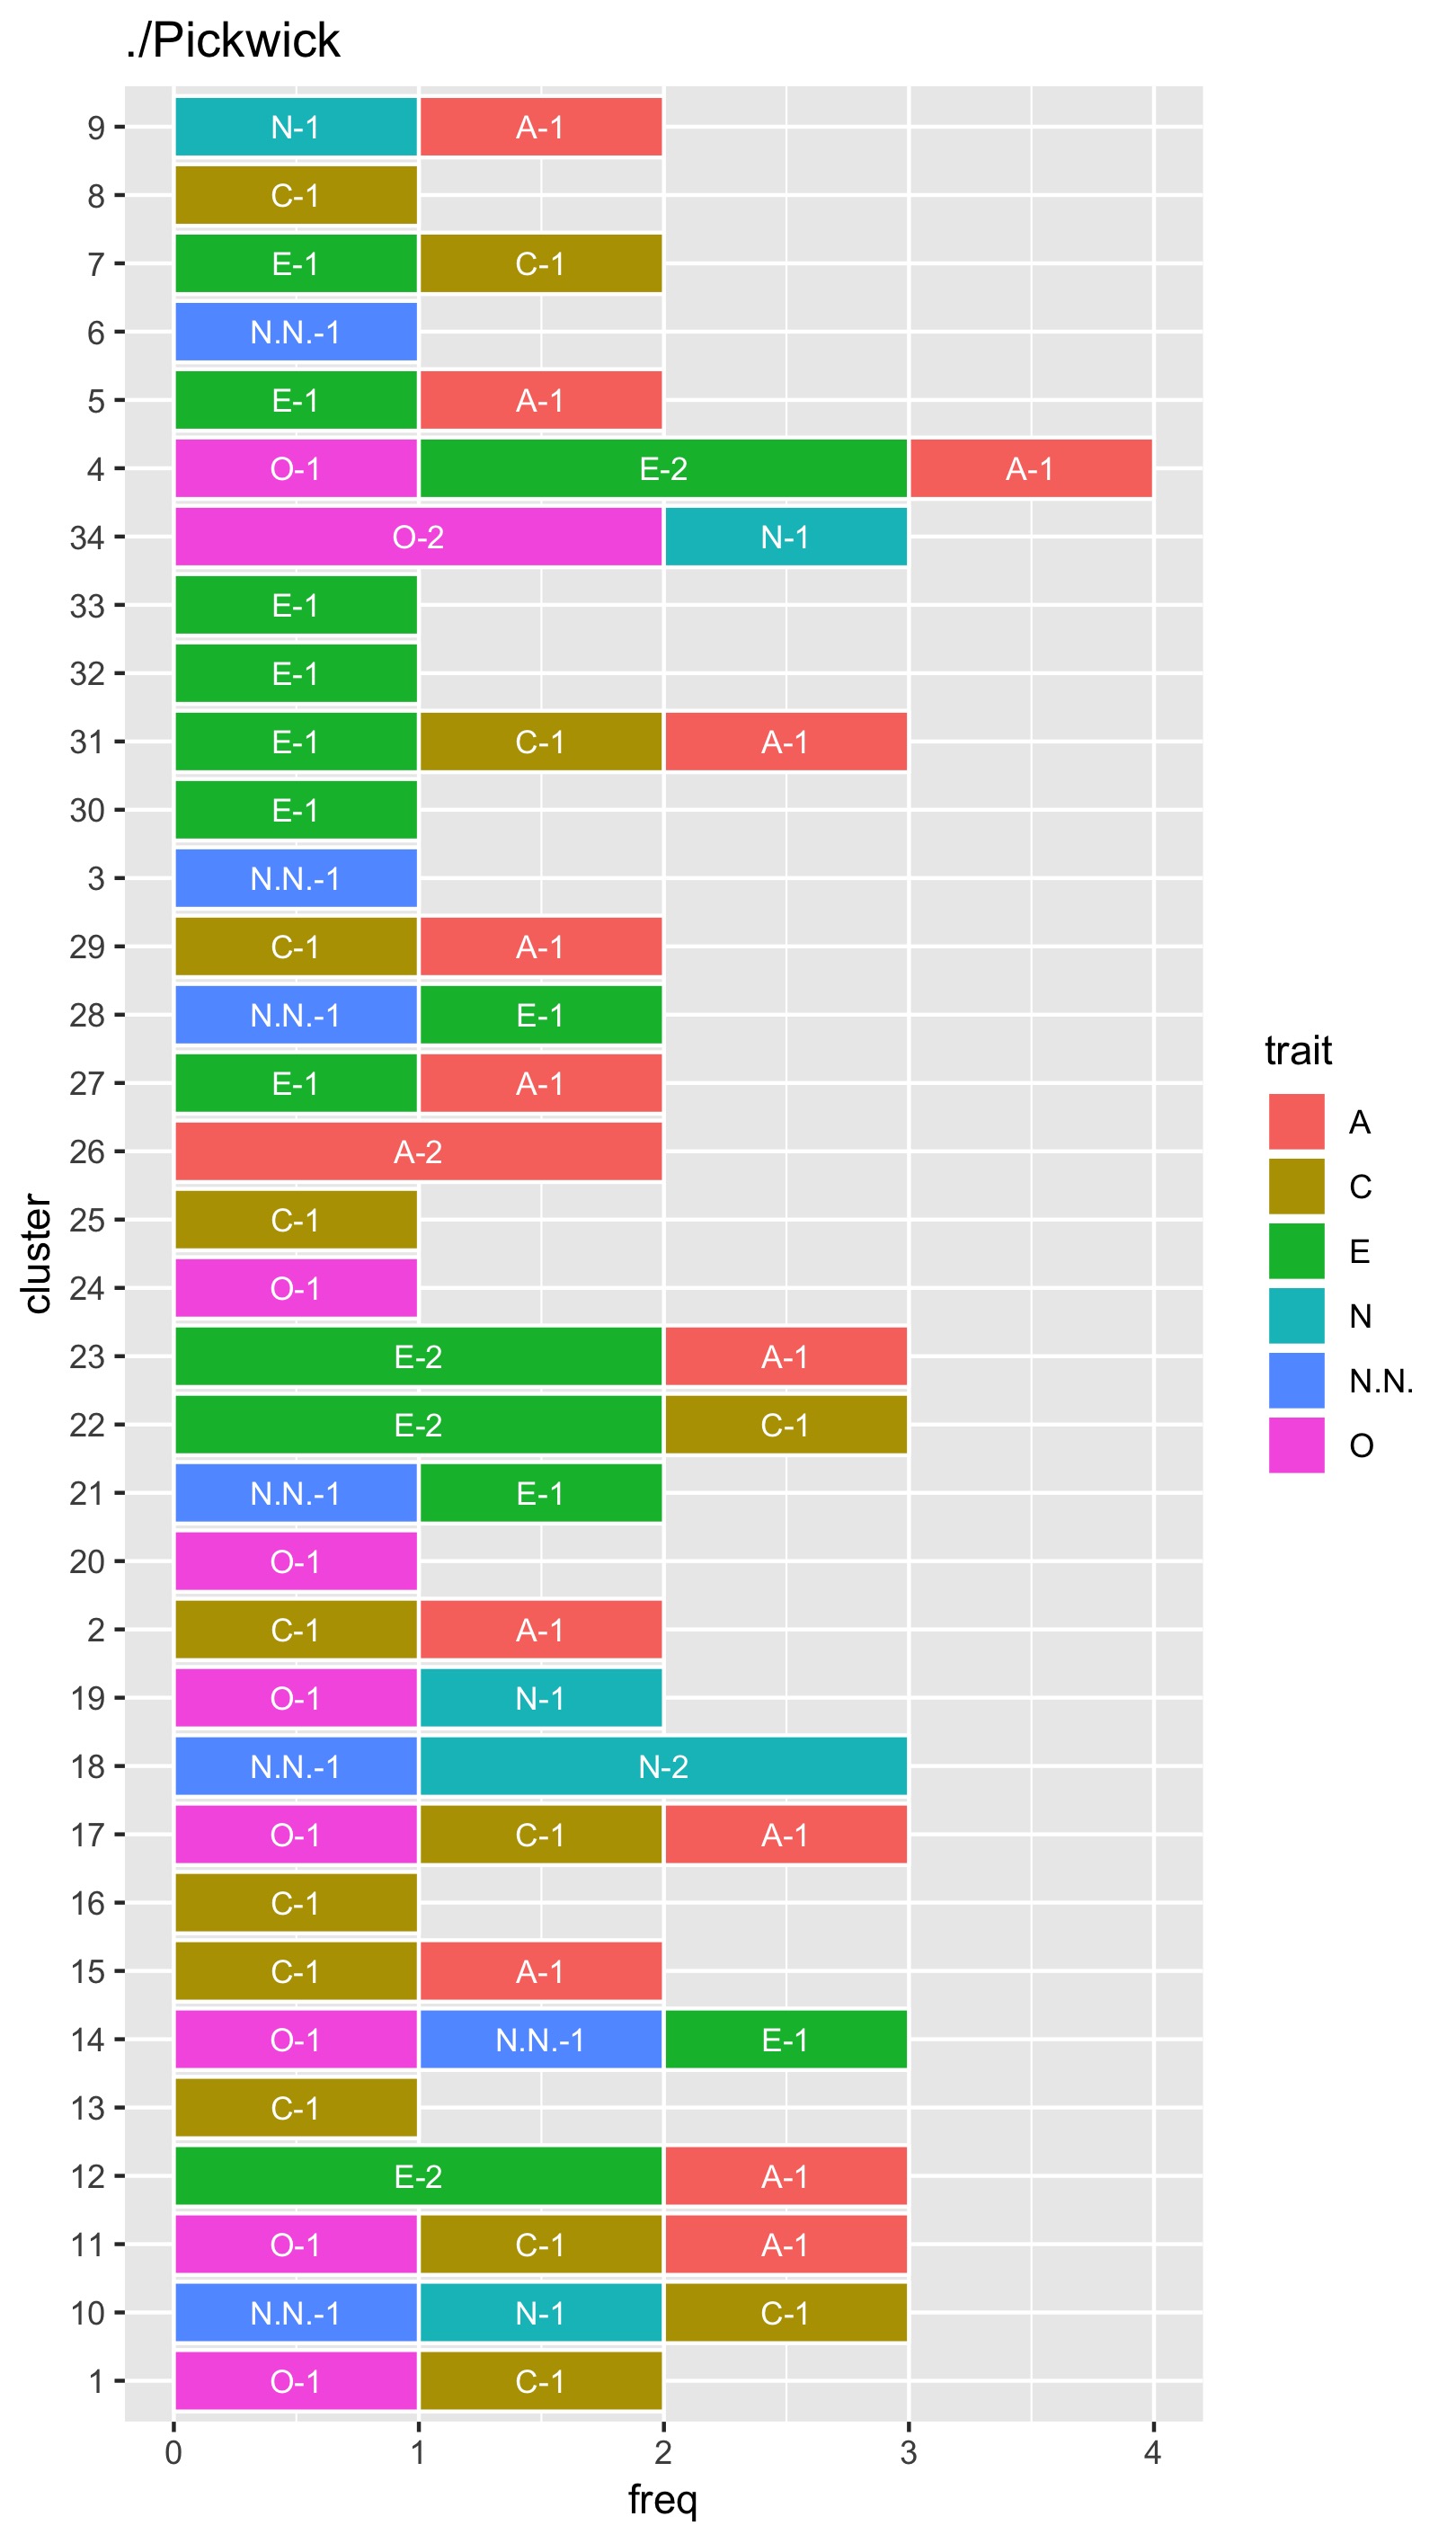 ./Pickwick
9 N-1 A-1
8 C-1
7 E-1 C-1
6 N.N.-1
5 E-1 A-1
4 O-1 E-2 A-1
34 O-2 N-1
33 E-1
32 E-1
31 E-1 C-1 A-1
30 E-1
3 N.N.-1
29 C-1 A-1
28 N.N.-1 E-1
27 E-1 A-1
26 A-2
25 C-1
24 O-1
23 E-2 A-1
22 E-2 C-1
21 N.N.-1 E-1
20 O-1
2 C-1 A-1
19 O-1 N-1
18 N.N.-1 N-2
17 O-1 C-1 A-1
16 C-1
15 C-1 A-1
14 O-1 N.N.-1 E-1
13 C-1
12 E-2 A-1
11 O-1 C-1 A-1
10 N.N.-1 N-1 C-1
1 O-1 C-1
0 1 2 3 4
freq
cluster
trait
A
C
E
N
N.N.
O